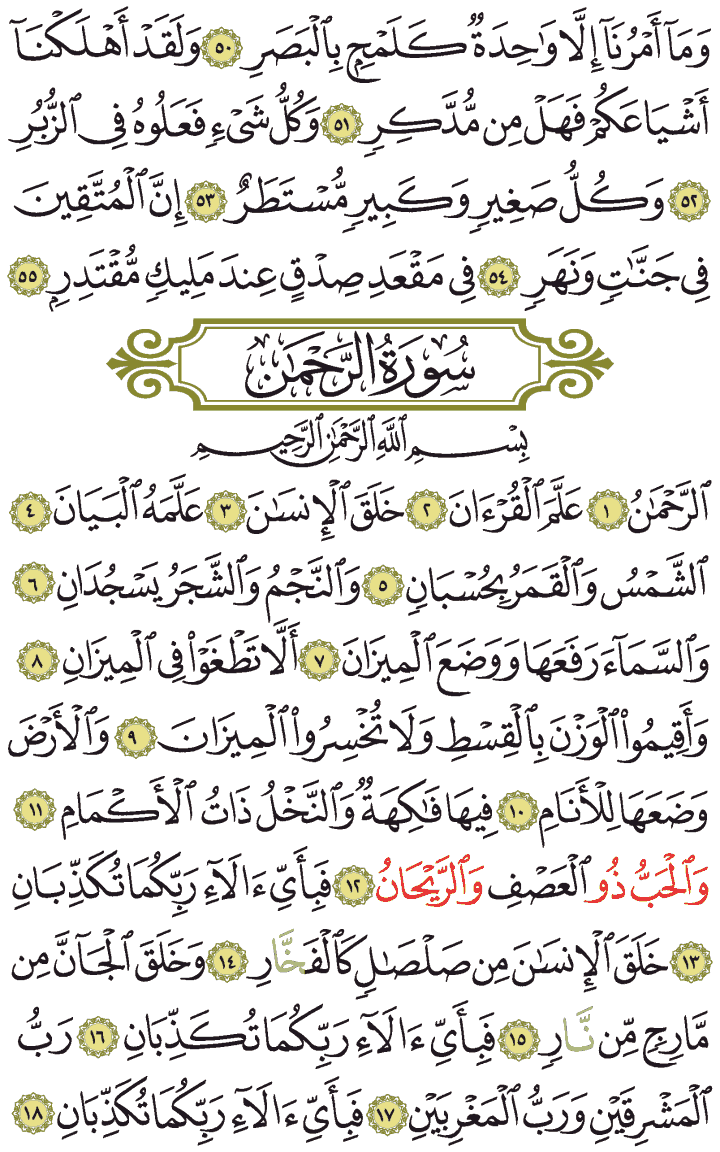 وَمَآ أَمْرُنَآ إِلَّا وَٰحِدَةٌ كَلَمْحٍۭ بِٱلْبَصَرِ ٥٠ وَلَقَدْ أَهْلَكْنَآ
أَشْيَاعَكُمْ فَهَلْ مِن مُّدَّكِرٍ ٥١ وَكُلُّ شَىْءٍ فَعَلُوهُ فِى ٱلزُّبُرِ
٥٢ وَكُلُّ صَغِيرٍ وَكَبِيرٍ مُّسْتَطَرٌ ٥٣ إِنَّ ٱلْمُتَّقِينَ
فِى جَنَّٰتٍ وَنَهَرٍ ٥٤ فِى مَقْعَدِ صِدْقٍ عِندَ مَلِيكٍ مُّقْتَدِرٍۭ ٥٥
سُورَةُ الرَّحْمَٰن
بِسْمِ ٱللَّهِ ٱلرَّحْمَٰنِ ٱلرَّحِيمِ
ٱلرَّحْمَٰنُ ١ عَلَّمَ ٱلْقُرْءَانَ ٢ خَلَقَ ٱلْإِنسَٰنَ ٣ عَلَّمَهُ ٱلْبَيَانَ ٤
ٱلشَّمْسُ وَٱلْقَمَرُ بِحُسْبَانٍ ٥ وَٱلنَّجْمُ وَٱلشَّجَرُ يَسْجُدَانِ ٦
وَٱلسَّمَآءَ رَفَعَهَا وَوَضَعَ ٱلْمِيزَانَ ٧ أَلَّا تَطْغَوْا۟ فِى ٱلْمِيزَانِ ٨
وَأَقِيمُوا۟ ٱلْوَزْنَ بِٱلْقِسْطِ وَلَا تُخْسِرُوا۟ ٱلْمِيزَانَ ٩ وَٱلْأَرْضَ
وَضَعَهَا لِلْأَنَامِ ١٠ فِيهَا فَٰكِهَةٌ وَٱلنَّخْلُ ذَاتُ ٱلْأَكْمَامِ ١١
وَٱلْحَبُّ ذُو ٱلْعَصْفِ وَٱلرَّيْحَانُ ١٢ فَبِأَىِّ ءَالَآءِ رَبِّكُمَا تُكَذِّبَانِ
١٣ خَلَقَ ٱلْإِنسَٰنَ مِن صَلْصَٰلٍ كَٱلْفَخَّارِ ١٤ وَخَلَقَ ٱلْجَآنَّ مِن
مَّارِجٍ مِّن نَّارٍ ١٥ فَبِأَىِّ ءَالَآءِ رَبِّكُمَا تُكَذِّبَانِ ١٦ رَبُّ
ٱلْمَشْرِقَيْنِ وَرَبُّ ٱلْمَغْرِبَيْنِ ١٧ فَبِأَىِّ ءَالَآءِ رَبِّكُمَا تُكَذِّبَانِ ١٨